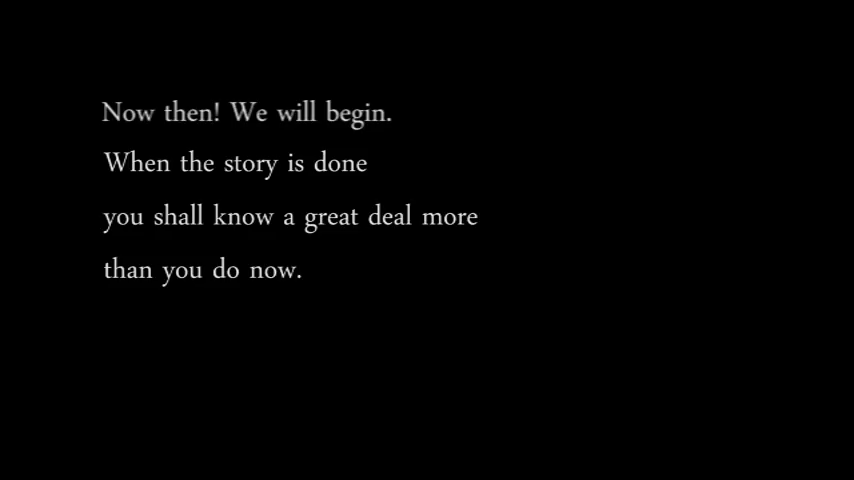 Now then! We will begin.
When the story is done
you shall know a great deal more
than you do now.